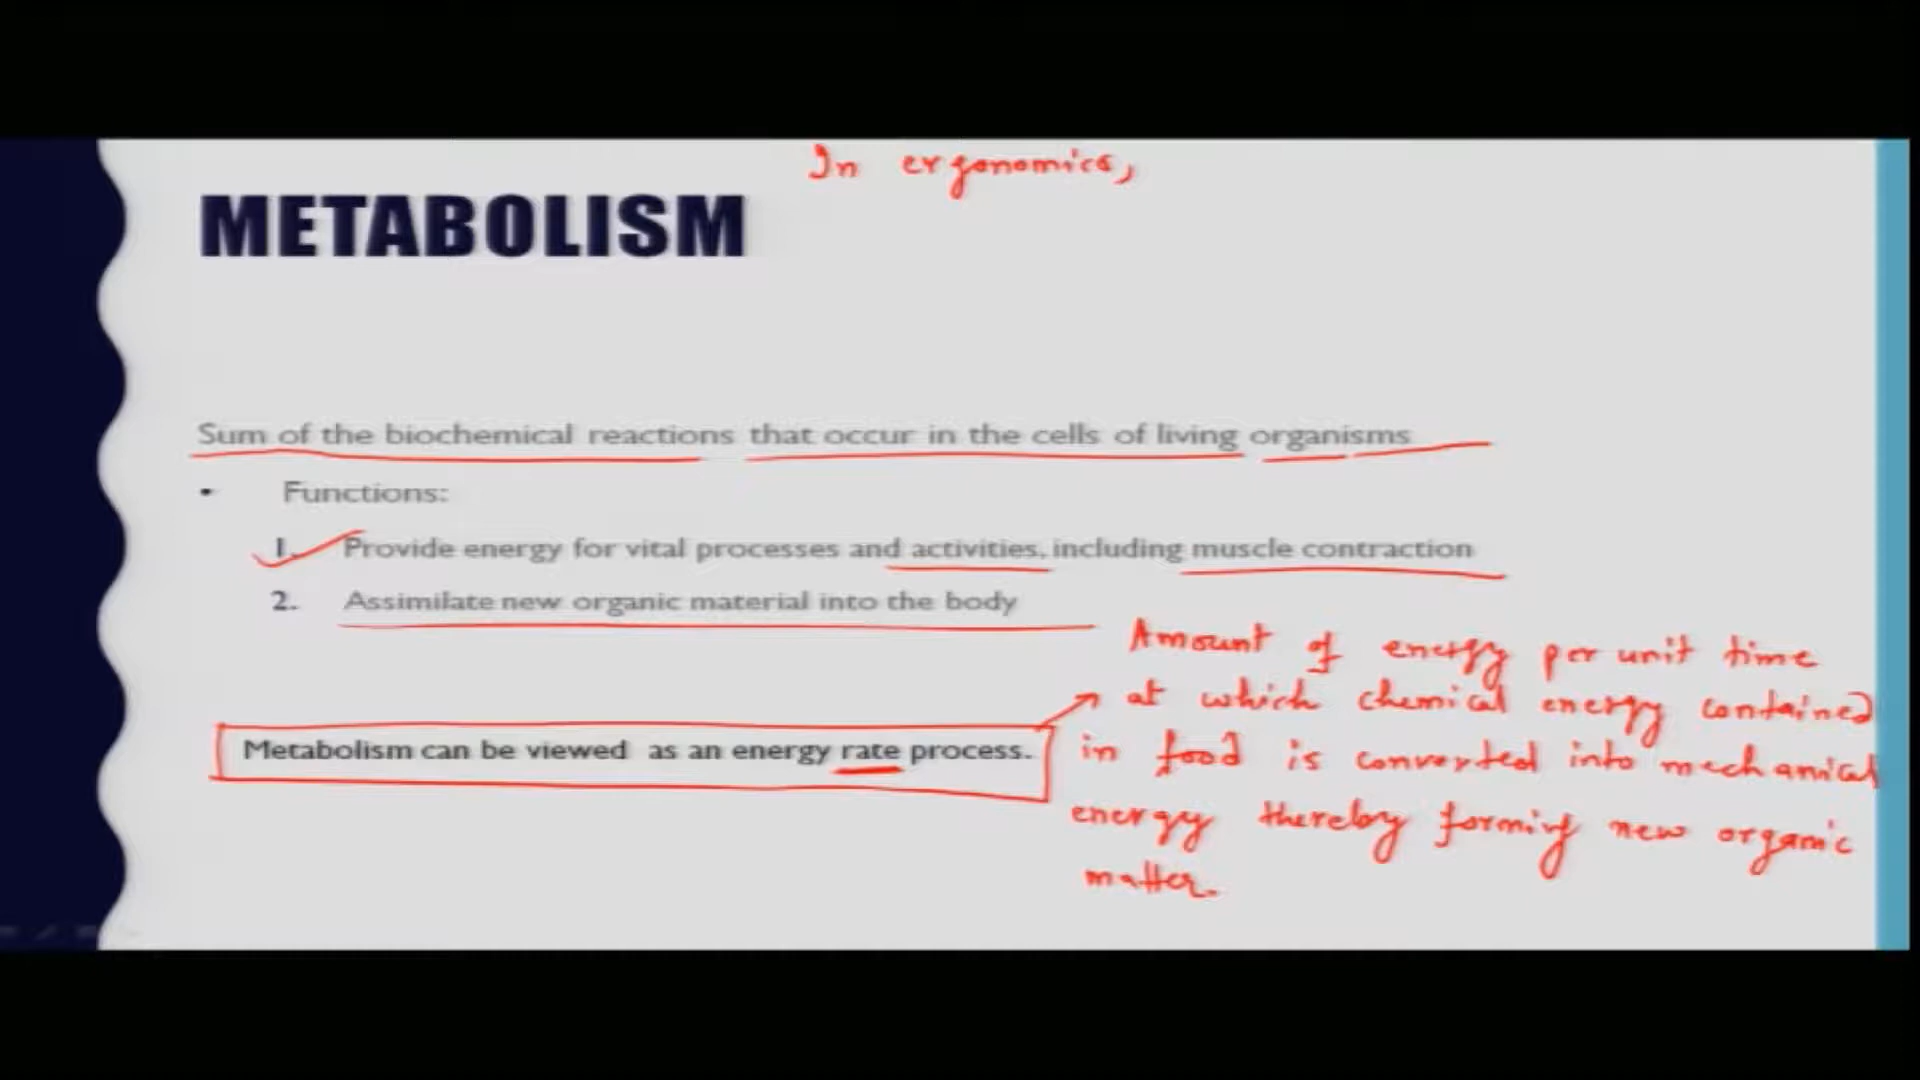 In ergonomics,
METABOLISM
Sum of the biochemical reactions that occur in the cells of living organisms
• Functions:
1. Provide energy for vital processes and activities, including muscle contraction
2. Assimilate new organic material into the body
Metabolism can be viewed as an energy rate process.
Amount of energy per unit time
at which chemical energy contained
in food is converted into mechanical
energy thereby forming new organic
matter.